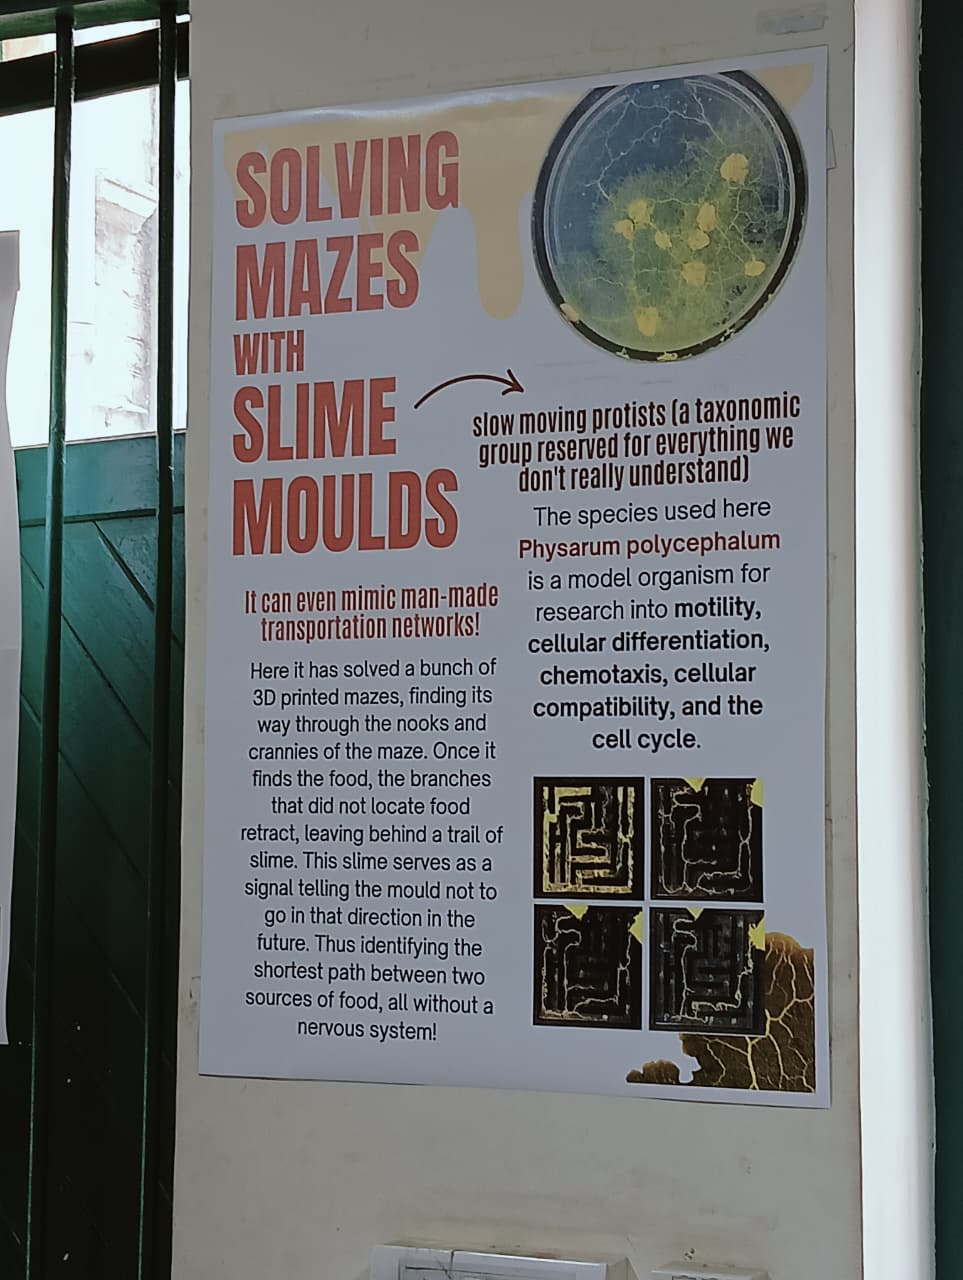 SOLVING
MAZES
WITH
SLIME
MOULDS
slow moving protists (a taxonomic
group reserved for everything we
don't really understand)
The species used here
Physarum polycephalum
is a model organism for
research into motility,
cellular differentiation,
chemotaxis, cellular
compatibility, and the
cell cycle.
It can even mimic man-made
transportation networks!
Here it has solved a bunch of
3D printed mazes, finding its
way through the nooks and
crannies of the maze. Once it
finds the food, the branches
that did not locate food
retract, leaving behind a trail of
slime. This slime serves as a
signal telling the mould not to
go in that direction in the
future. Thus identifying the
shortest path between two
sources of food, all without a
nervous system!